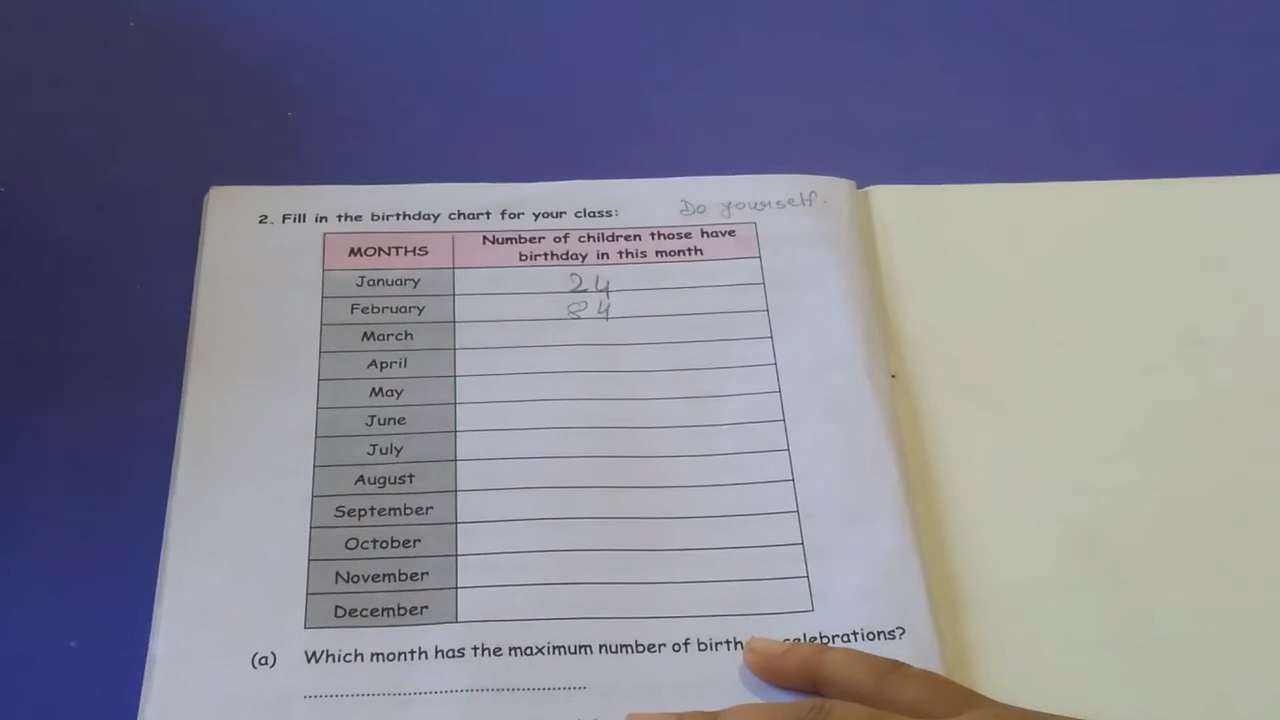 2. Fill in the birthday chart for your class: Do yourself.
MONTHS Number of children those have birthday in this month
January 24
February 84
March
April
May
June
July
August
September
October
November
December
(a) Which month has the maximum number of celebrations?